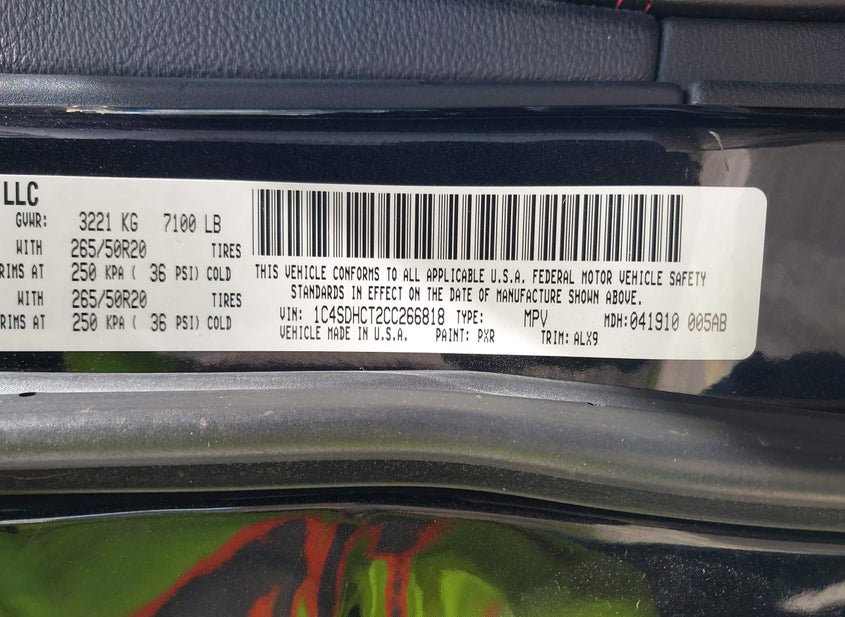 LLC
GVWR: 3221 KG 7100 LB
WITH 265/50R20 TIRES
RIMS AT 250 KPA ( 36 PSI) COLD
WITH 265/50R20 TIRES
RIMS AT 250 KPA ( 36 PSI) COLD
THIS VEHICLE CONFORMS TO ALL APPLICABLE U.S.A. FEDERAL MOTOR VEHICLE SAFETY
STANDARDS IN EFFECT ON THE DATE OF MANUFACTURE SHOWN ABOVE.
VIN: 1C4SDHCT2CC266818 TYPE: MPV MDH: 041910 005AB
VEHICLE MADE IN U.S.A. PAINT: PXR TRIM: ALX9